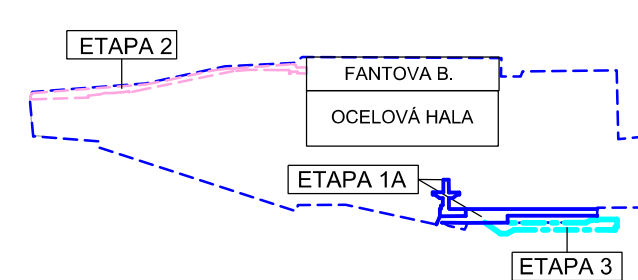 ETAPA 2
FANTOVA B.
OCELOVÁ HALA
ETAPA 1A
ETAPA 3